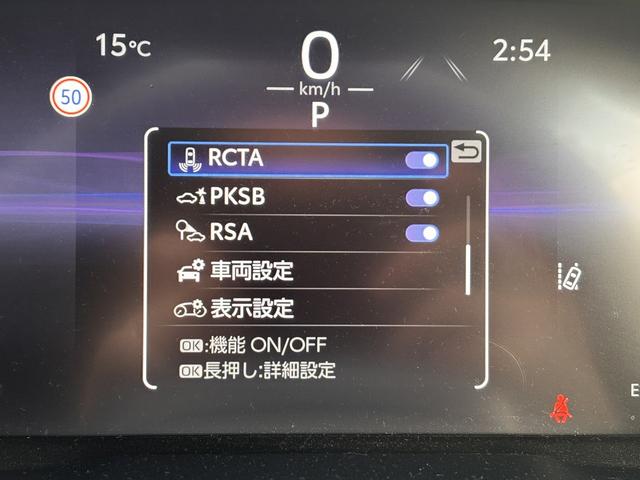 15℃
0
2:54
km/h
50
P
RCTA
PKSB
RSA
車両設定
表示設定
OK:機能 ON/OFF
OK長押し:詳細設定
E